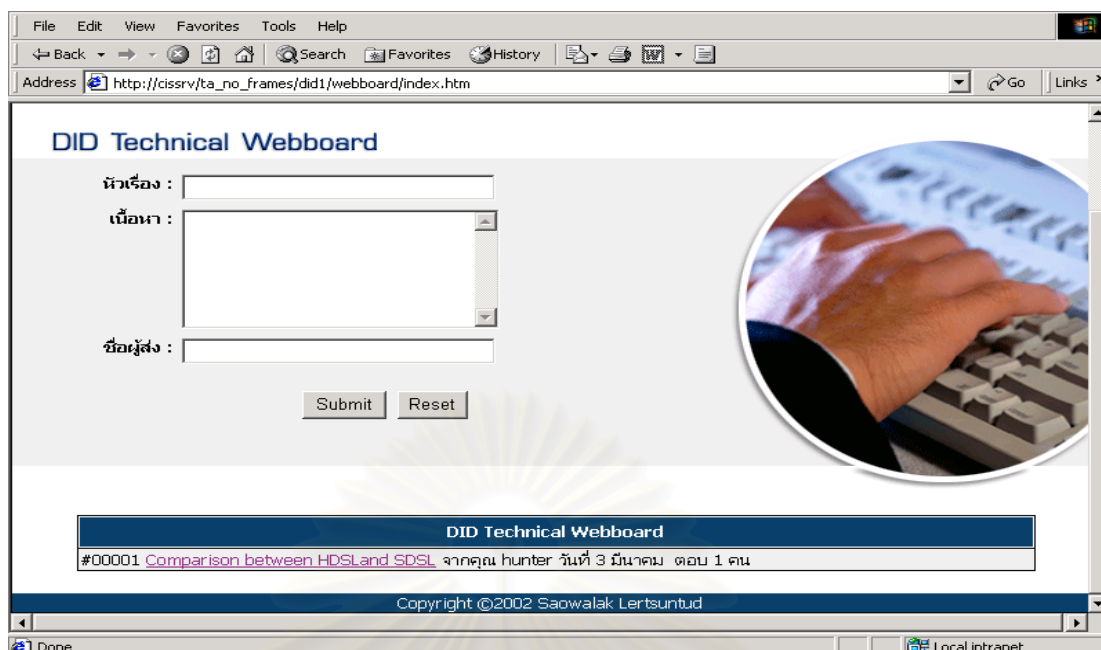 File Edit View Favorites Tools Help
Back Search Favorites History
Address http://cissrv/ta_no_frames/did1/webboard/index.htm Go Links
DID Technical Webboard
หัวเรื่อง :
เนื้อหา :
ชื่อผู้ส่ง :
Submit Reset
DID Technical Webboard
#00001 Comparison between HDSLand SDSL จากคุณ hunter วันที่ 3 มีนาคม ตอบ 1 คน
Copyright ©2002 Saowalak Lertsuntud
Done Local intranet